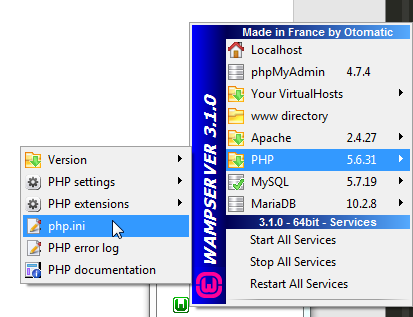 Made in France by Otomatic
Localhost
phpMyAdmin 4.7.4
Your VirtualHosts
www directory
Apache 2.4.27
PHP 5.6.31
MySQL 5.7.19
MariaDB 10.2.8
3.1.0 - 64bit - Services
Start All Services
Stop All Services
Restart All Services
WAMPSERVER 3.1.0
Version
PHP settings
PHP extensions
php.ini
PHP error log
PHP documentation